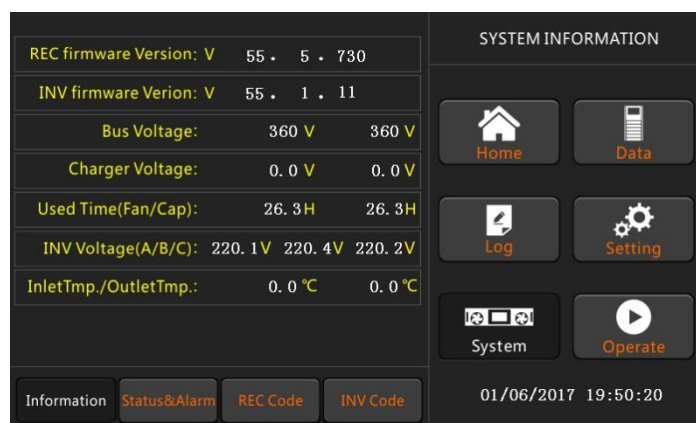 SYSTEM INFORMATION
REC firmware Version: V 55. 5. 730
INV firmware Verion: V 55. 1. 11
Bus Voltage: 360 V 360 V
Charger Voltage: 0.0 V 0.0 V
Used Time(Fan/Cap): 26.3H 26.3H
INV Voltage(A/B/C): 220.1V 220.4V 220.2V
InletTmp./OutletTmp.: 0.0 ℃ 0.0 ℃
Information Status&Alarm REC Code INV Code
Home Data
Log Setting
System Operate
01/06/2017 19:50:20